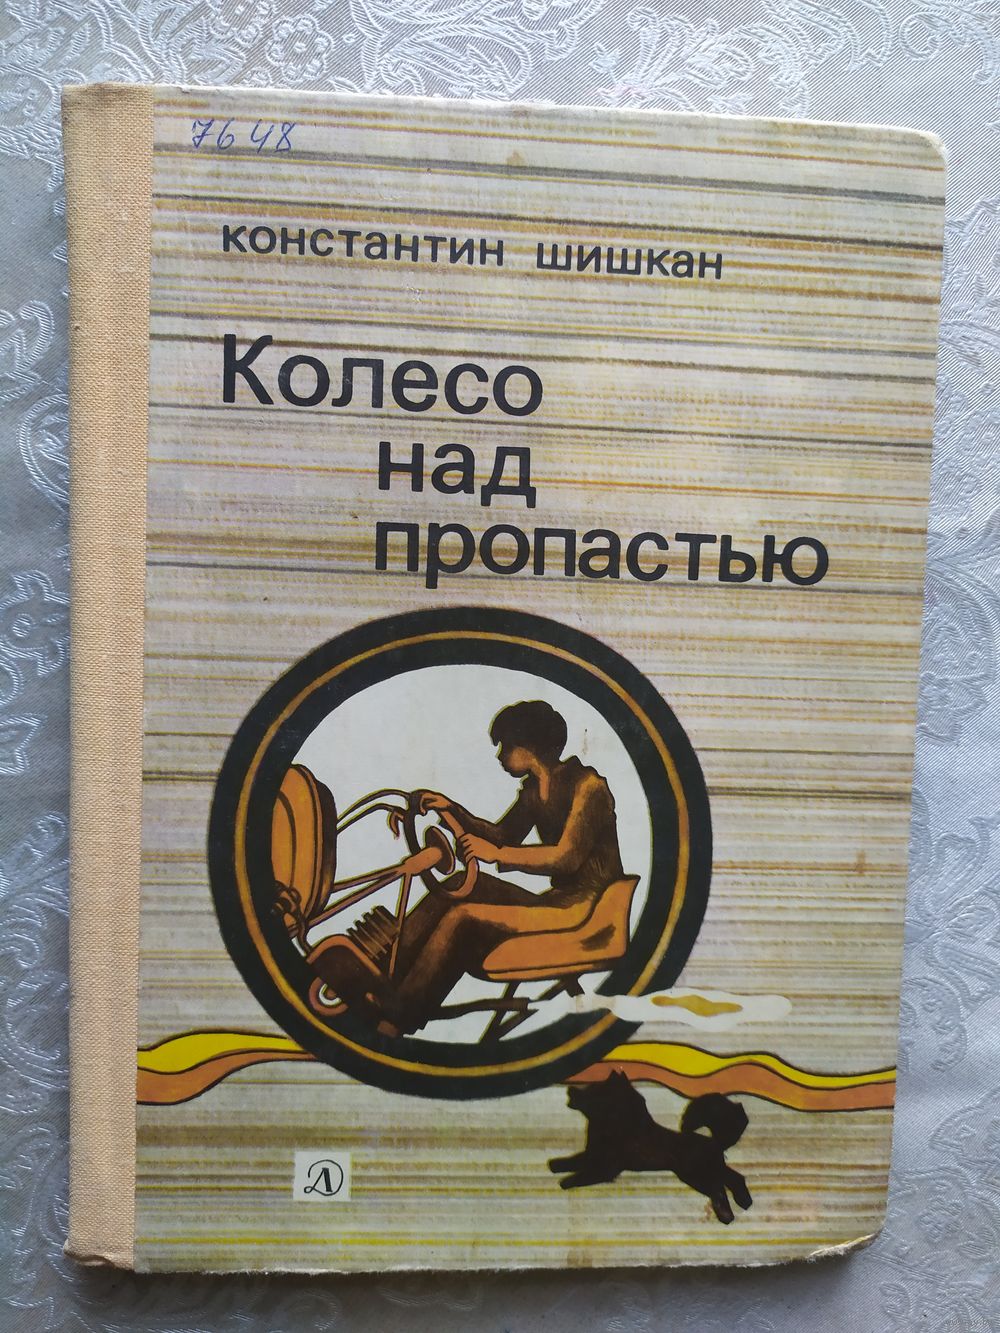 7648
КОНСТАНТИН ШИШКАН
Колесо
над
пропастью
Д